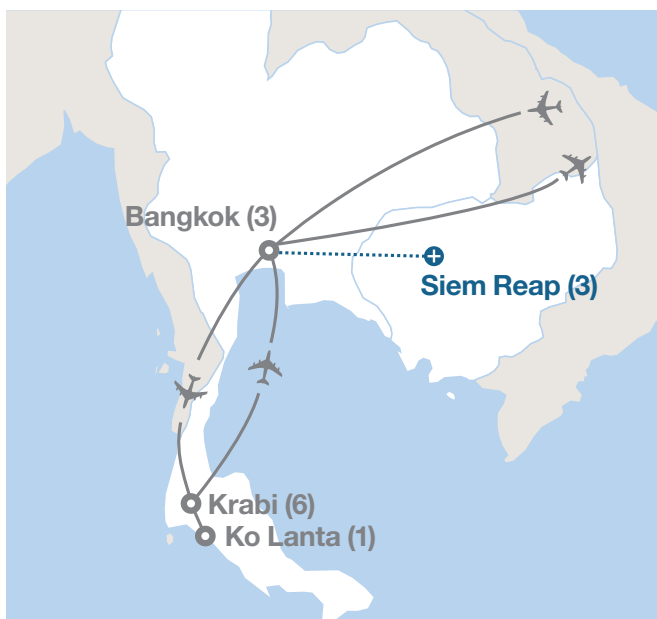 Bangkok (3)
Siem Reap (3)
Krabi (6)
Ko Lanta (1)